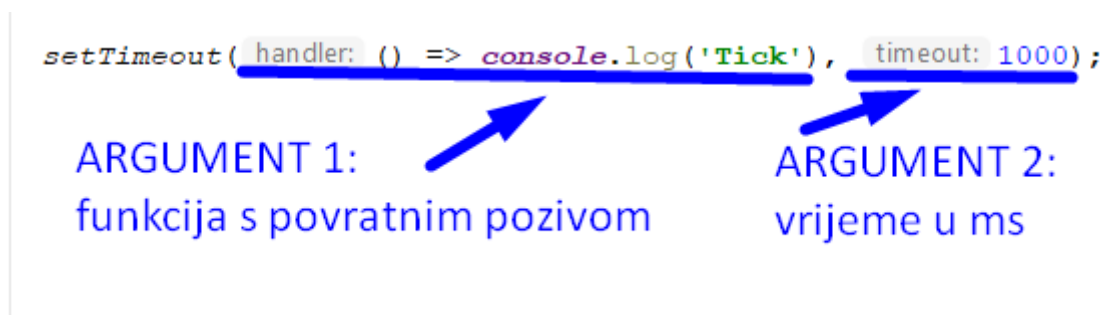 setTimeout( handler: () => console.log('Tick'), timeout: 1000);
ARGUMENT 1:
funkcija s povratnim pozivom
ARGUMENT 2:
vrijeme u ms